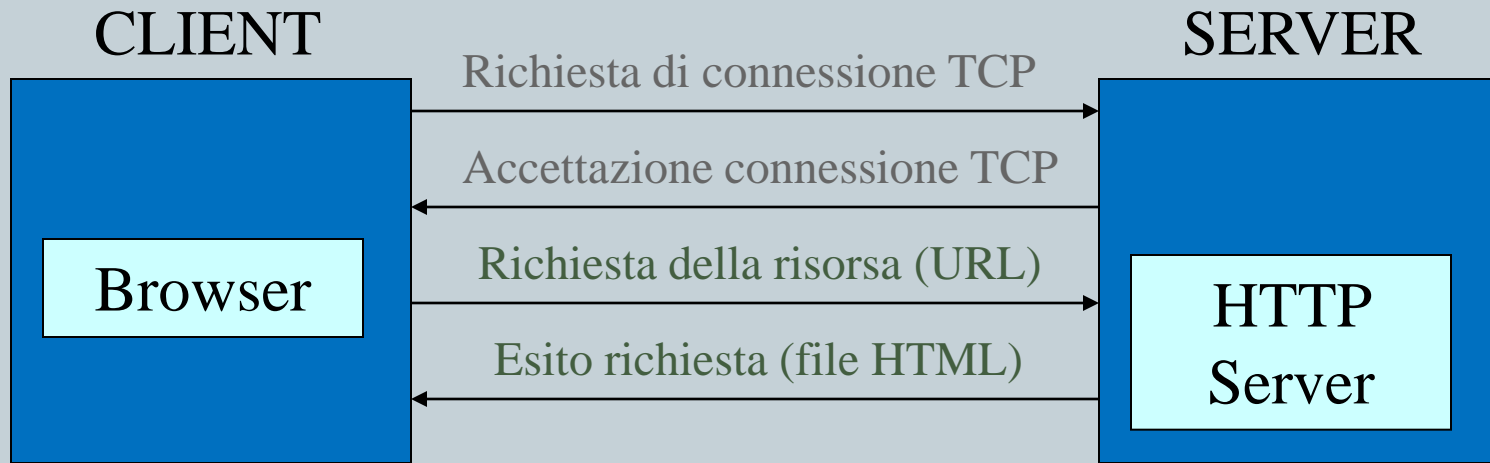 CLIENT
SERVER
Richiesta di connessione TCP
Accettazione connessione TCP
Richiesta della risorsa (URL)
Browser
HTTP
Server
Esito richiesta (file HTML)